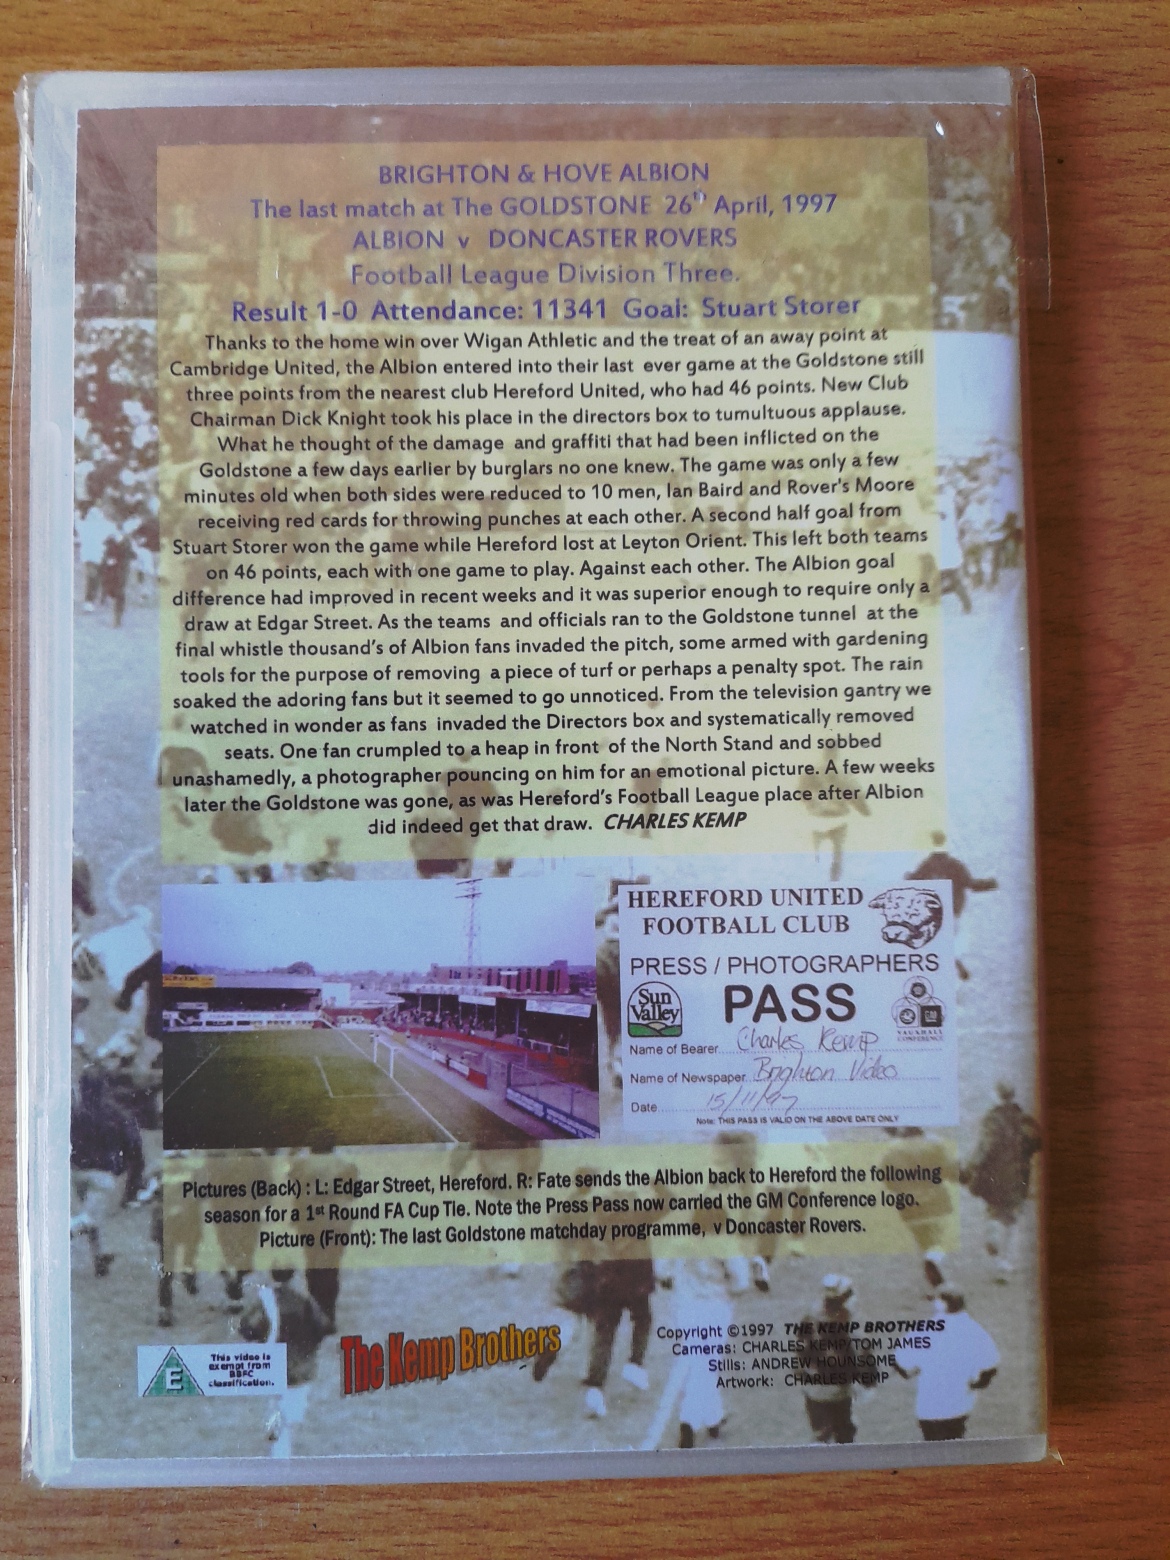 BRIGHTON & HOVE ALBION
The last match at The GOLDSTONE 26th April, 1997
ALBION v DONCASTER ROVERS
Football League Division Three.
Result 1-0 Attendance: 11341 Goal: Stuart Storer
Thanks to the home win over Wigan Athletic and the treat of an away point at
Cambridge United, the Albion entered into their last ever game at the Goldstone still
three points from the nearest club Hereford United, who had 46 points. New Club
Chairman Dick Knight took his place in the directors box to tumultuous applause.
What he thought of the damage and graffiti that had been inflicted on the
Goldstone a few days earlier by burglars no one knew. The game was only a few
minutes old when both sides were reduced to 10 men, Ian Baird and Rover's Moore
receiving red cards for throwing punches at each other. A second half goal from
Stuart Storer won the game while Hereford lost at Leyton Orient. This left both teams
on 46 points, each with one game to play. Against each other. The Albion goal
difference had improved in recent weeks and it was superior enough to require only a
draw at Edgar Street. As the teams and officials ran to the Goldstone tunnel at the
final whistle thousand's of Albion fans invaded the pitch, some armed with gardening
tools for the purpose of removing a piece of turf or perhaps a penalty spot. The rain
soaked the adoring fans but it seemed to go unnoticed. From the television gantry we
watched in wonder as fans invaded the Directors box and systematically removed
seats. One fan crumpled to a heap in front of the North Stand and sobbed
unashamedly, a photographer pouncing on him for an emotional picture. A few weeks
later the Goldstone was gone, as was Hereford's Football League place after Albion
did indeed get that draw. CHARLES KEMP
HEREFORD UNITED
FOOTBALL CLUB
PRESS / PHOTOGRAPHERS
Sun
Valley
PASS
VAUXHALL
CONFERENCE
Name of Bearer Charles Kemp
Name of Newspaper Brighton Video
Date 15/11/97
Note: THIS PASS IS VALID ON THE ABOVE DATE ONLY
Pictures (Back) : L: Edgar Street, Hereford. R: Fate sends the Albion back to Hereford the following
season for a 1st Round FA Cup Tie. Note the Press Pass now carried the GM Conference logo.
Picture (Front): The last Goldstone matchday programme, v Doncaster Rovers.
E
This video is
exempt from
BBFC
classification.
The Kemp Brothers
Copyright ©1997 THE KEMP BROTHERS
Cameras: CHARLES KEMP/TOM JAMES
Stills: ANDREW HOUNSOME
Artwork: CHARLES KEMP